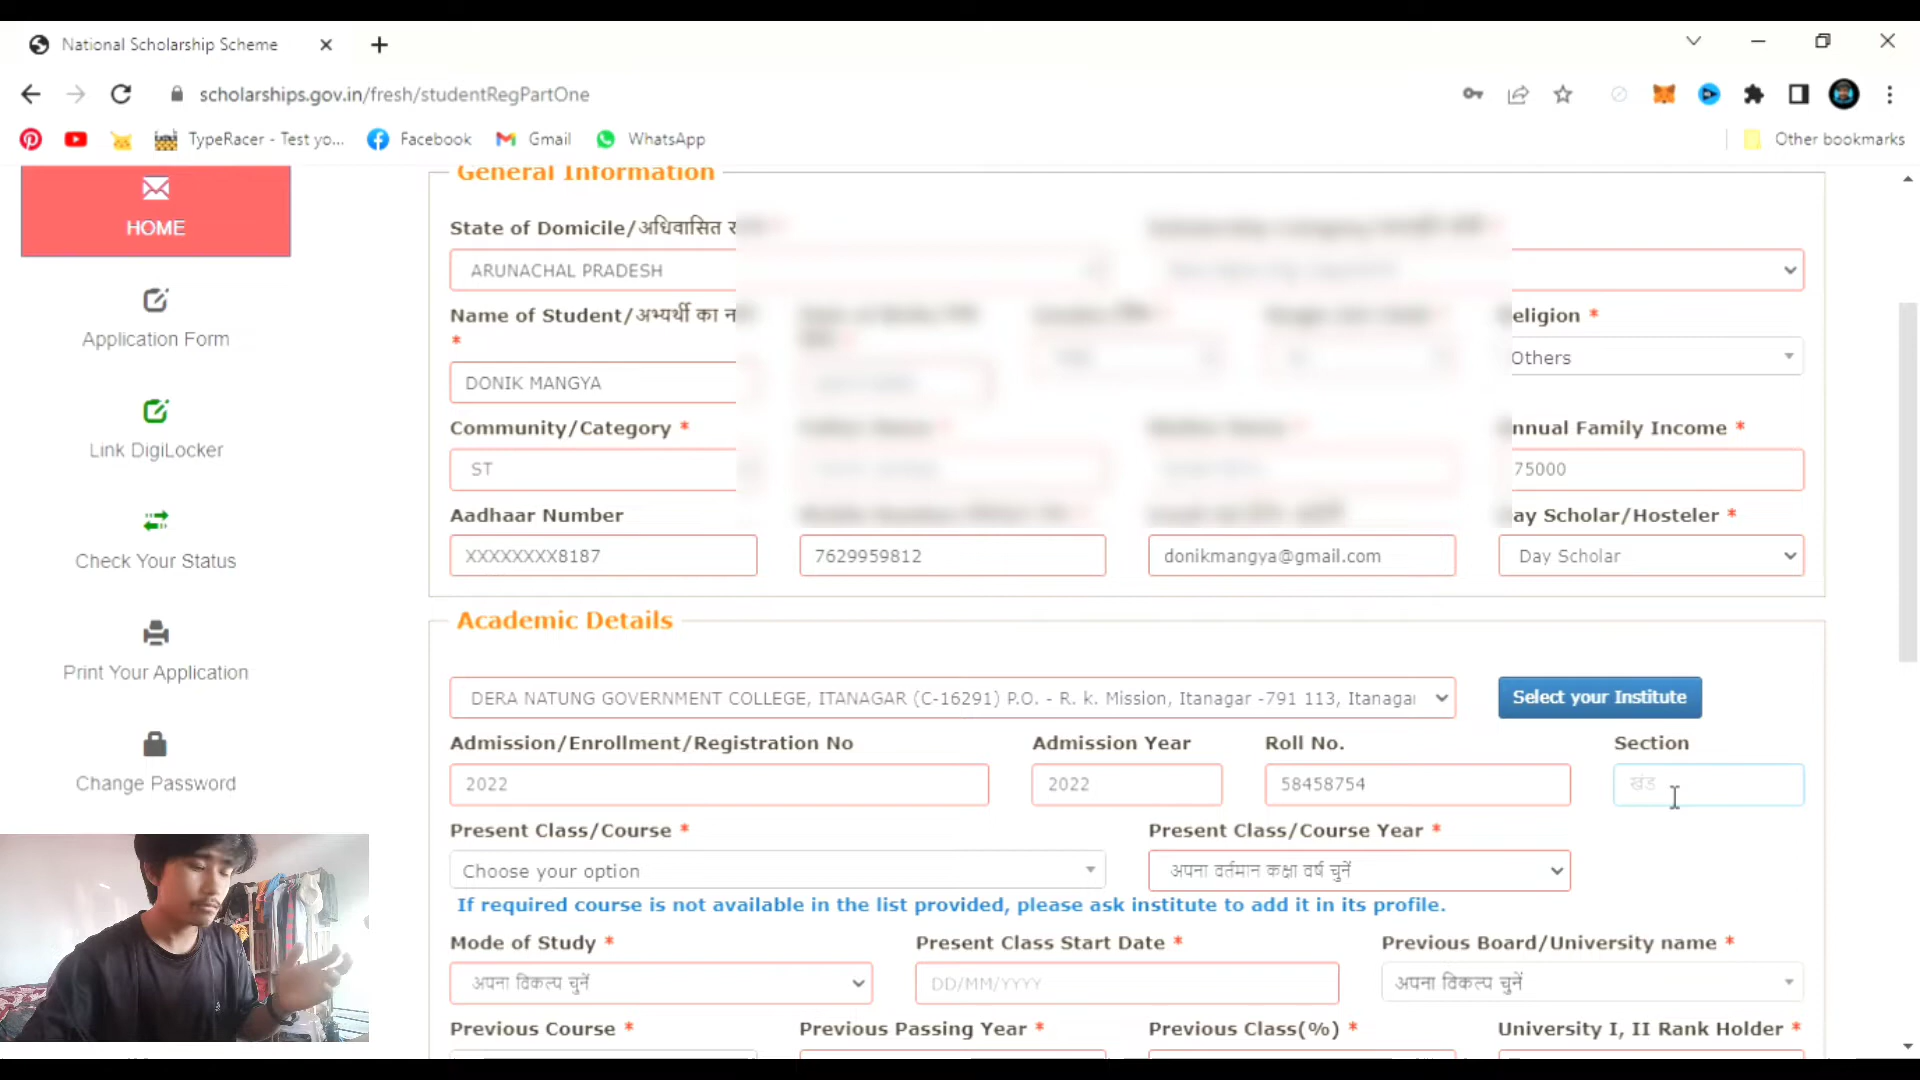 National Scholarship Scheme
scholarships.gov.in/fresh/studentRegPartOne
TypeRacer - Test yo... Facebook Gmail WhatsApp Other bookmarks
HOME
Application Form
Link DigiLocker
Check Your Status
Print Your Application
Change Password
General Information
State of Domicile/अधिवासित
ARUNACHAL PRADESH
Name of Student/अभ्यर्थी का eligion *
*
Others
DONIK MANGYA
Community/Category * nnual Family Income *
ST 75000
Aadhaar Number ay Scholar/Hosteler *
XXXXXXXX8187 7629959812 donikmangya@gmail.com Day Scholar
Academic Details
DERA NATUNG GOVERNMENT COLLEGE, ITANAGAR (C-16291) P.O. - R. k. Mission, Itanagar -791 113, Itanagar Select your Institute
Admission/Enrollment/Registration No Admission Year Roll No. Section
2022 2022 58458754 खंड
Present Class/Course * Present Class/Course Year *
Choose your option अपना वर्तमान कक्षा वर्ष चुनें
If required course is not available in the list provided, please ask institute to add it in its profile.
Mode of Study * Present Class Start Date * Previous Board/University name *
अपना विकल्प चुनें DD/MM/YYYY अपना विकल्प चुनें
Previous Course * Previous Passing Year * Previous Class(%) * University I, II Rank Holder *